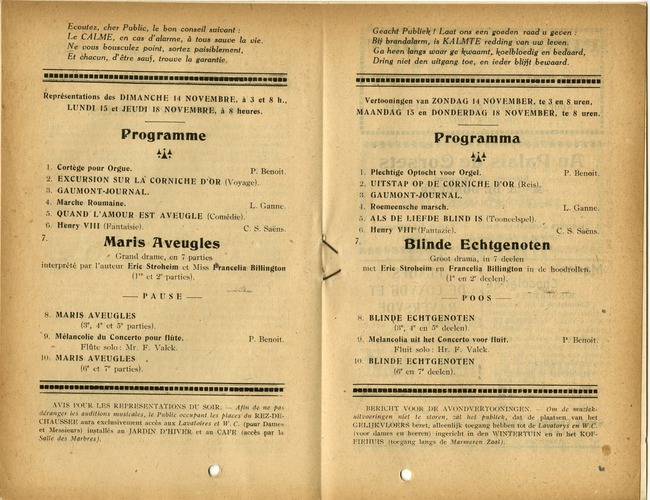 Ecoutez, cher Public, le bon conseil suivant :
Le CALME, en cas d'alarme, à tous sauve la vie.
Ne vous bousculez point, sortez paisiblement,
Et chacun, d'être sauf, trouve la garantie.
Représentations des DIMANCHE 14 NOVEMBRE, à 3 et 8 h.,
LUNDI 15 et JEUDI 18 NOVEMBRE, à 8 heures.
Programme
1. Cortège pour Orgue. P. Benoit.
2. EXCURSION SUR LA CORNICHE D'OR (Voyage).
3. GAUMONT-JOURNAL.
4. Marche Roumaine. L. Ganne.
5. QUAND L'AMOUR EST AVEUGLE (Comédie).
6. Henry VIII (Fantaisie). C. S. Saëns.
7. Maris Aveugles
Grand drame, en 7 parties
interprété par l'auteur Eric Stroheim et Miss Francelia Billington
(1re et 2e parties).
— PAUSE —
8. MARIS AVEUGLES
(3e, 4e et 5e parties).
9. Mélancolie du Concerto pour flûte. P. Benoit.
Flûte solo : Mr. F. Valck.
10. MARIS AVEUGLES
(6e et 7e parties).
AVIS POUR LES REPRESENTATIONS DU SOIR. — Afin de ne pas
déranger les auditions musicales, le Public occupant les places du REZ-DE-
CHAUSSEE aura exclusivement accès aux Lavatoires et W. C. (pour Dames
et Messieurs) installés au JARDIN D'HIVER et au CAFE (accès par la
Salle des Marbres).
Geacht Publiek ! Laat ons een goeden raad u geven :
Bij brandalarm, is KALMTE redding van uw leven.
Ga heen langs waar ge kwaamt, koelbloedig en bedaard,
Dring niet den uitgang toe, en ieder blijft bewaard.
Vertooningen van ZONDAG 14 NOVEMBER, te 3 en 8 uren,
MAANDAG 15 en DONDERDAG 18 NOVEMBER, te 8 uren.
Programma
1. Plechtige Optocht voor Orgel. P. Benoit.
2. UITSTAP OP DE CORNICHE D'OR (Reis).
3. GAUMONT-JOURNAL.
4. Roemeensche marsch. L. Ganne.
5. ALS DE LIEFDE BLIND IS (Tooneelspel).
6. Henry VIII (Fantazie). C. S. Saëns.
7. Blinde Echtgenoten
Groot drama, in 7 deelen
met Eric Stroheim en Francelia Billington in de hoofdrollen.
(1e en 2e deelen).
— POOS —
8. BLINDE ECHTGENOTEN
(3e, 4e en 5e deelen).
9. Melancolia uit het Concerto voor fluit. P. Benoit.
Fluit solo : Hr. F. Valck.
10. BLINDE ECHTGENOTEN
(6e en 7e deelen).
BERICHT VOOR DE AVONDVERTOONINGEN. — Om de muziek-
uitvoeringen niet te storen, zal het publiek, dat de plaatsen van het
GELIJKVLOERS bezet, alleenlijk toegang hebben tot de Lavatorys en W. C.
(voor dames en heeren) ingericht in den WINTERTUIN en in het KOF-
FIEHUIS (toegang langs de Marmeren Zaal).